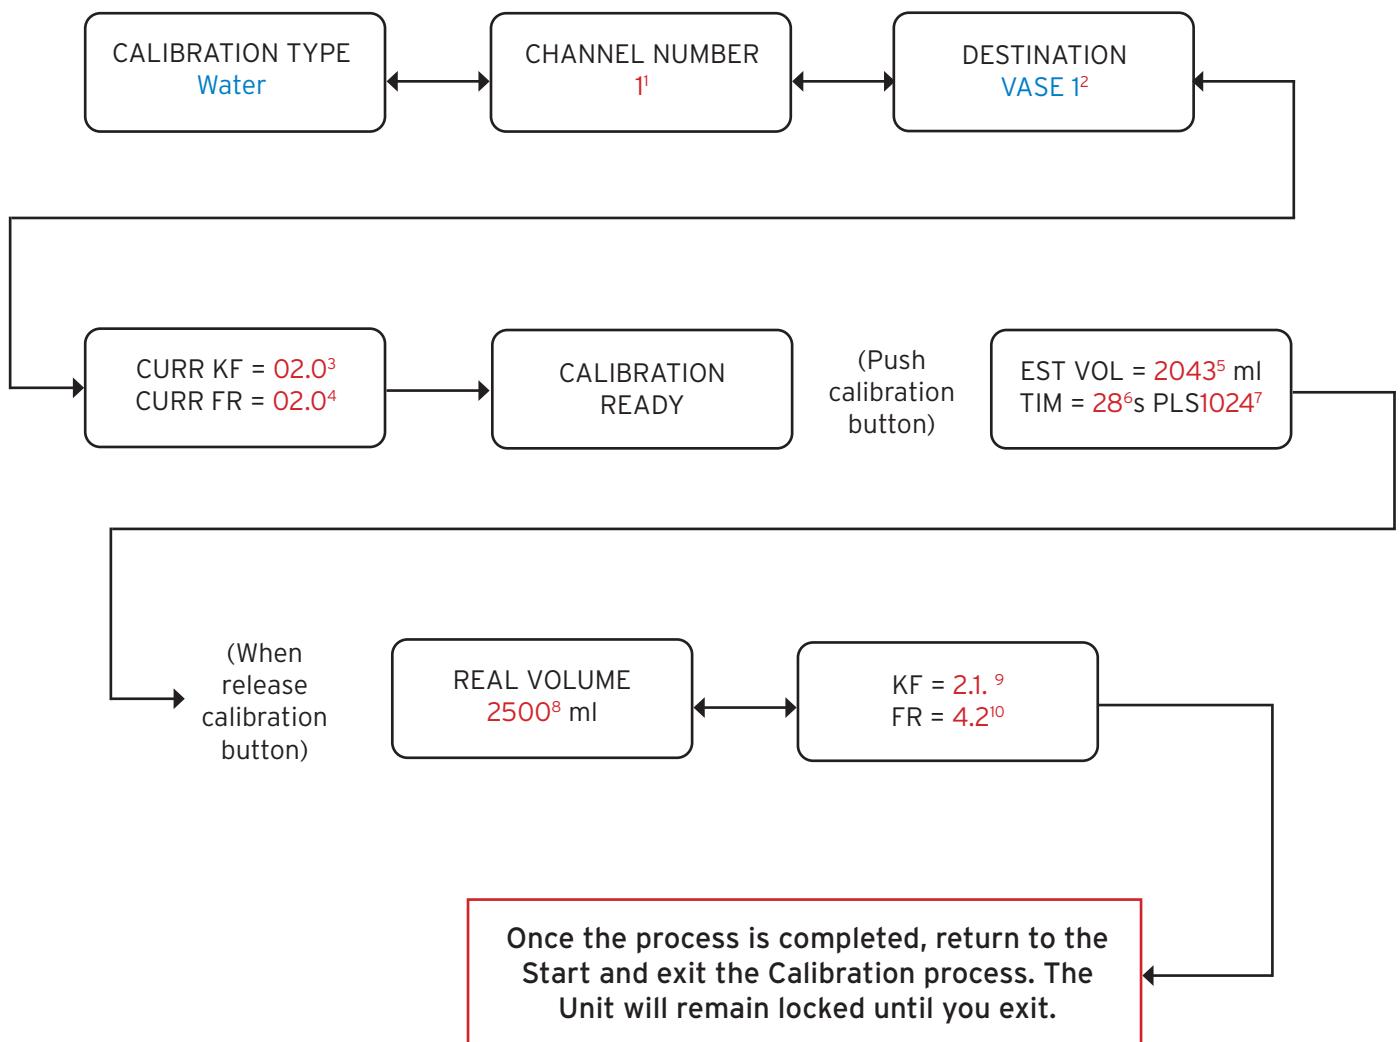 CALIBRATION TYPE
Water
CHANNEL NUMBER
1¹
DESTINATION
VASE 1²
CURR KF = 02.0³
CURR FR = 02.0⁴
CALIBRATION
READY
(Push
calibration
button)
EST VOL = 2043⁵ ml
TIM = 28⁶s PLS1024⁷
(When
release
calibration
button)
REAL VOLUME
2500⁸ ml
KF = 2.1. ⁹
FR = 4.2¹⁰
Once the process is completed, return to the
Start and exit the Calibration process. The
Unit will remain locked until you exit.